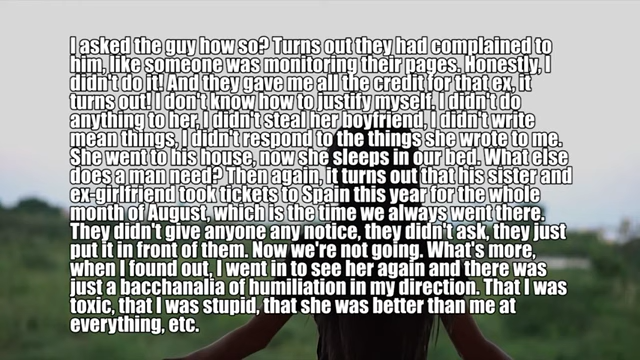 I asked the guy how so? Turns out they had complained to
him, like someone was monitoring their pages. Honestly, I
didn't do it! And they gave me all the credit for that ex, it
turns out! I don't know how to justify myself. I didn't do
anything to her, I didn't steal her boyfriend, I didn't write
mean things, I didn't respond to the things she wrote to me.
She went to his house, now she sleeps in our bed. What else
does a man need? Then again, it turns out that his sister and
ex-girlfriend took tickets to Spain this year for the whole
month of August, which is the time we always went there.
They didn't give anyone any notice, they didn't ask, they just
put it in front of them. Now we're not going. What's more,
when I found out, I went in to see her again and there was
just a bacchanalia of humiliation in my direction. That I was
toxic, that I was stupid, that she was better than me at
everything, etc.